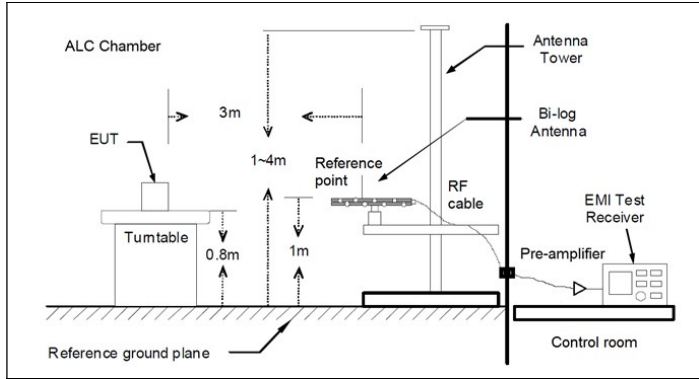 ALC Chamber
Antenna
Tower
3m
Bi-log
Antenna
EUT
1~4m
Reference
point
RF
cable
EMI Test
Receiver
Turntable
0.8m
1m
Pre-amplifier
Reference ground plane
Control room